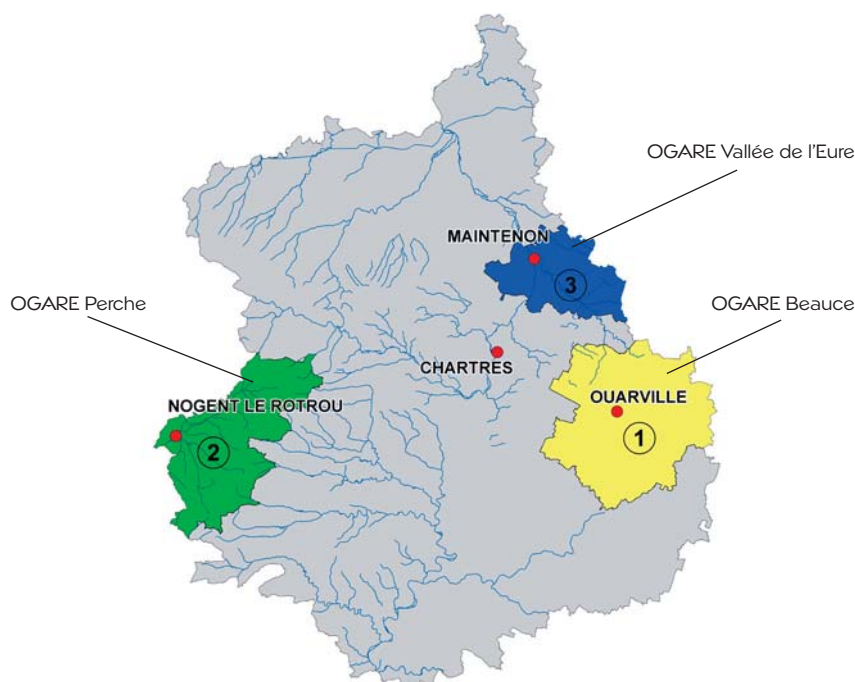 OGARE Vallée de l'Eure
MAINTENON
3
OGARE Perche
OGARE Beauce
CHARTRES
OUARVILLE
NOGENT LE ROTROU
1
2